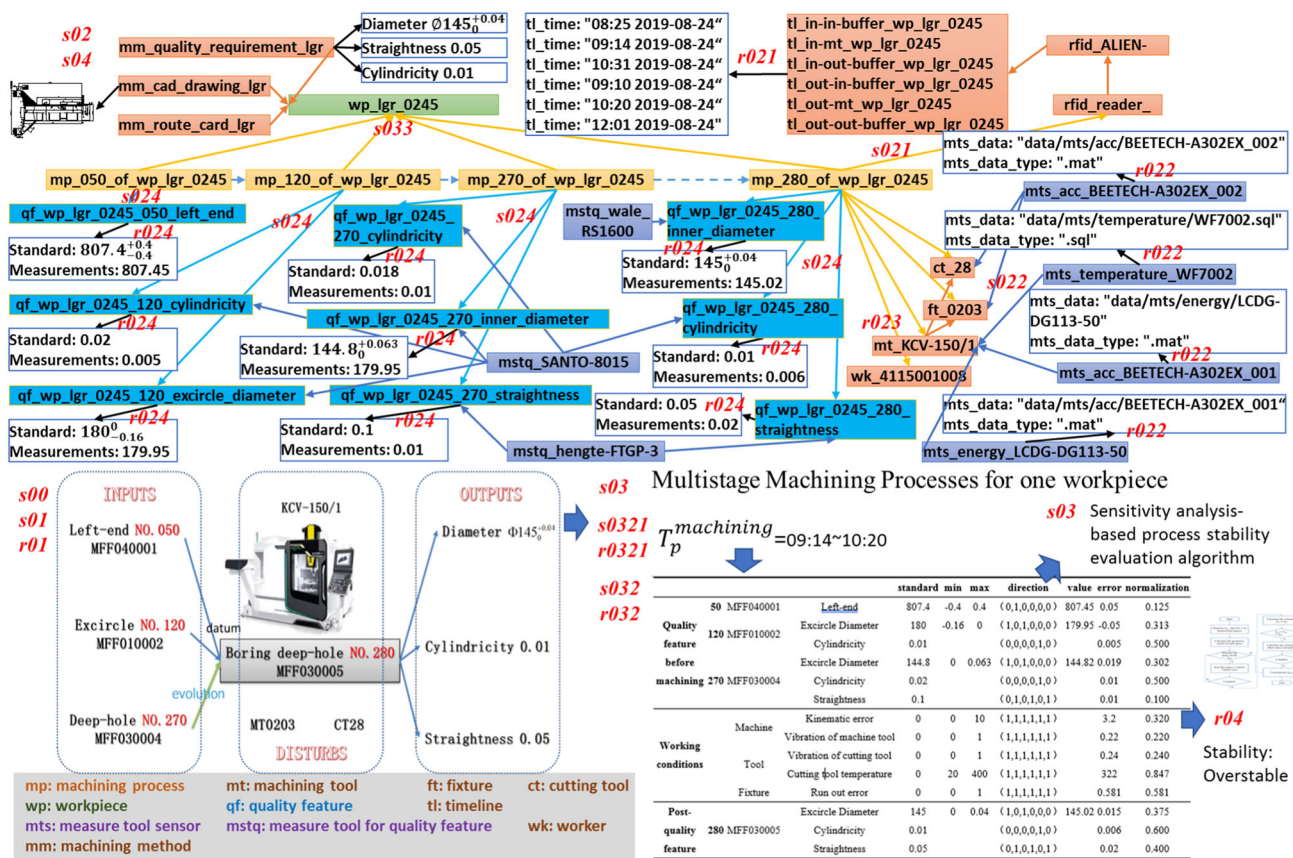 s02
s04
mm_quality_requirement_lgr
mm_cad_drawing_lgr
mm_route_card_lgr
Diameter Ø145₀⁺⁰·⁰⁴
Straightness 0.05
Cylindricity 0.01
wp_lgr_0245
s033
tl_time: "08:25 2019-08-24“
tl_time: "09:14 2019-08-24“
tl_time: "10:31 2019-08-24“
tl_time: "09:10 2019-08-24“
tl_time: "10:20 2019-08-24“
tl_time: "12:01 2019-08-24"
r021
tl_in-in-buffer_wp_lgr_0245
tl_in-mt_wp_lgr_0245
tl_in-out-buffer_wp_lgr_0245
tl_out-in-buffer_wp_lgr_0245
tl_out-mt_wp_lgr_0245
tl_out-out-buffer_wp_lgr_0245
rfid_ALIEN-
rfid_reader_
s021
mp_050_of_wp_lgr_0245
mp_120_of_wp_lgr_0245
mp_270_of_wp_lgr_0245
mp_280_of_wp_lgr_0245
s024
qf_wp_lgr_0245_050_left_end
r024
Standard: 807.4 +0.4 -0.4
Measurements: 807.45
s024
qf_wp_lgr_0245_120_cylindricity
r024
Standard: 0.02
Measurements: 0.005
qf_wp_lgr_0245_120_excircle_diameter
r024
Standard: 180 0 -0.16
Measurements: 179.95
qf_wp_lgr_0245_
270_cylindricity
r024
Standard: 0.018
Measurements: 0.01
s024
qf_wp_lgr_0245_270_inner_diameter
r024
Standard: 144.8 +0.063 0
Measurements: 179.95
mstq_SANTO-8015
qf_wp_lgr_0245_270_straightness
r024
Standard: 0.1
Measurements: 0.01
mstq_hengte-FTGP-3
mstq_wale_
RS1600
qf_wp_lgr_0245_280_
inner_diameter
r024
Standard: 145 +0.04 0
Measurements: 145.02
s024
qf_wp_lgr_0245_280_
cylindricity
r024
Standard: 0.01
Measurements: 0.006
Standard: 0.05
Measurements: 0.02
r024
qf_wp_lgr_0245_280_
straightness
ct_28
s022
ft_0203
r023
mt_KCV-150/1
wk_4115001008
mts_data: "data/mts/acc/BEETECH-A302EX_002"
mts_data_type: ".mat"
r022
mts_acc_BEETECH-A302EX_002
mts_data: "data/mts/temperature/WF7002.sql"
mts_data_type: ".sql"
r022
mts_temperature_WF7002
mts_data: "data/mts/energy/LCDG-
DG113-50"
mts_data_type: ".mat"
r022
mts_acc_BEETECH-A302EX_001
mts_data: "data/mts/acc/BEETECH-A302EX_001“
mts_data_type: ".mat"
r022
mts_energy_LCDG-DG113-50
s00
s01
r01
INPUTS
Left-end NO.050
MFF040001
Excircle NO.120
MFF010002
datum
evolution
Deep-hole NO.270
MFF030004
KCV-150/1
Boring deep-hole NO.280
MFF030005
MT0203 CT28
DISTURBS
OUTPUTS
Diameter Φ145 +0.04 0
Cylindricity 0.01
Straightness 0.05
s03
s0321
r0321
s032
r032
Multistage Machining Processes for one workpiece
T_p^machining=09:14~10:20
s03 Sensitivity analysis-
based process stability
evaluation algorithm
standard min max direction value error normalization
50 MFF040001 Left-end 807.4 -0.4 0.4 (0,1,0,0,0,0) 807.45 0.05 0.125
Quality
feature
before
machining
120 MFF010002 Excircle Diameter 180 -0.16 0 (1,0,1,0,0,0) 179.95 -0.05 0.313
Cylindricity 0.01 (0,0,0,0,1,0) 0.005 0.500
270 MFF030004 Excircle Diameter 144.8 0 0.063 (1,0,1,0,0,0) 144.82 0.019 0.302
Cylindricity 0.02 (0,0,0,0,1,0) 0.01 0.500
Straightness 0.1 (0,1,0,1,0,1) 0.01 0.100
Working
conditions
Machine Kinematic error 0 0 10 (1,1,1,1,1,1) 3.2 0.320
Vibration of machine tool 0 0 1 (1,1,1,1,1,1) 0.22 0.220
Tool Vibration of cutting tool 0 0 1 (1,1,1,1,1,1) 0.24 0.240
Cutting tool temperature 0 20 400 (1,1,1,1,1,1) 322 0.847
Fixture Run out error 0 0 1 (1,1,1,1,1,1) 0.581 0.581
Post-
quality
feature
280 MFF030005 Excircle Diameter 145 0 0.04 (1,0,1,0,0,0) 145.02 0.015 0.375
Cylindricity 0.01 (0,0,0,0,1,0) 0.006 0.600
Straightness 0.05 (0,1,0,1,0,1) 0.02 0.400
r04
Stability:
Overstable
mp: machining process
mt: machining tool
ft: fixture
ct: cutting tool
wp: workpiece
qf: quality feature
tl: timeline
mts: measure tool sensor
mstq: measure tool for quality feature
wk: worker
mm: machining method